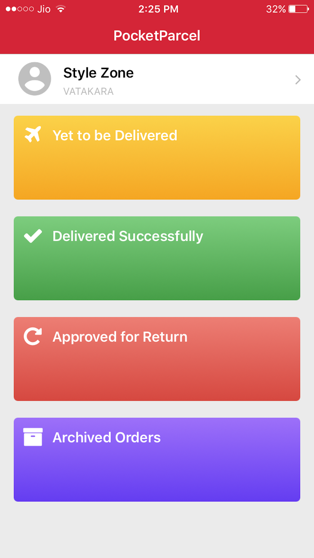 Jio 2:25 PM 32%
PocketParcel
Style Zone
VATAKARA
Yet to be Delivered
Delivered Successfully
Approved for Return
Archived Orders